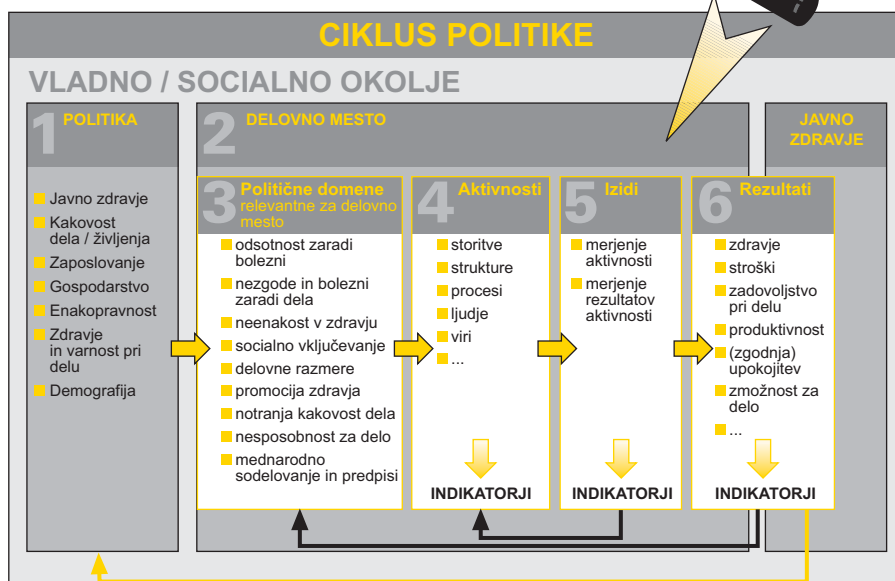 CIKLUS POLITIKE
VLADNO / SOCIALNO OKOLJE
1 POLITIKA
Javno zdravje
Kakovost
dela / življenja
Zaposlovanje
Gospodarstvo
Enakopravnost
Zdravje
in varnost pri
delu
Demografija
2 DELOVNO MESTO
3 Politične domene
relevantne za delovno
mesto
odsotnost zaradi
bolezni
nezgode in bolezni
zaradi dela
neenakost v zdravju
socialno vključevanje
delovne razmere
promocija zdravja
notranja kakovost dela
nesposobnost za delo
mednarodno
sodelovanje in predpisi
4 Aktivnosti
storitve
strukture
procesi
ljudje
viri
...
INDIKATORJI
5 Izidi
merjenje
aktivnosti
merjenje
rezultatov
aktivnosti
INDIKATORJI
JAVNO
ZDRAVJE
6 Rezultati
zdravje
stroški
zadovoljstvo
pri delu
produktivnost
(zgodnja)
upokojitev
zmožnost za
delo
...
INDIKATORJI